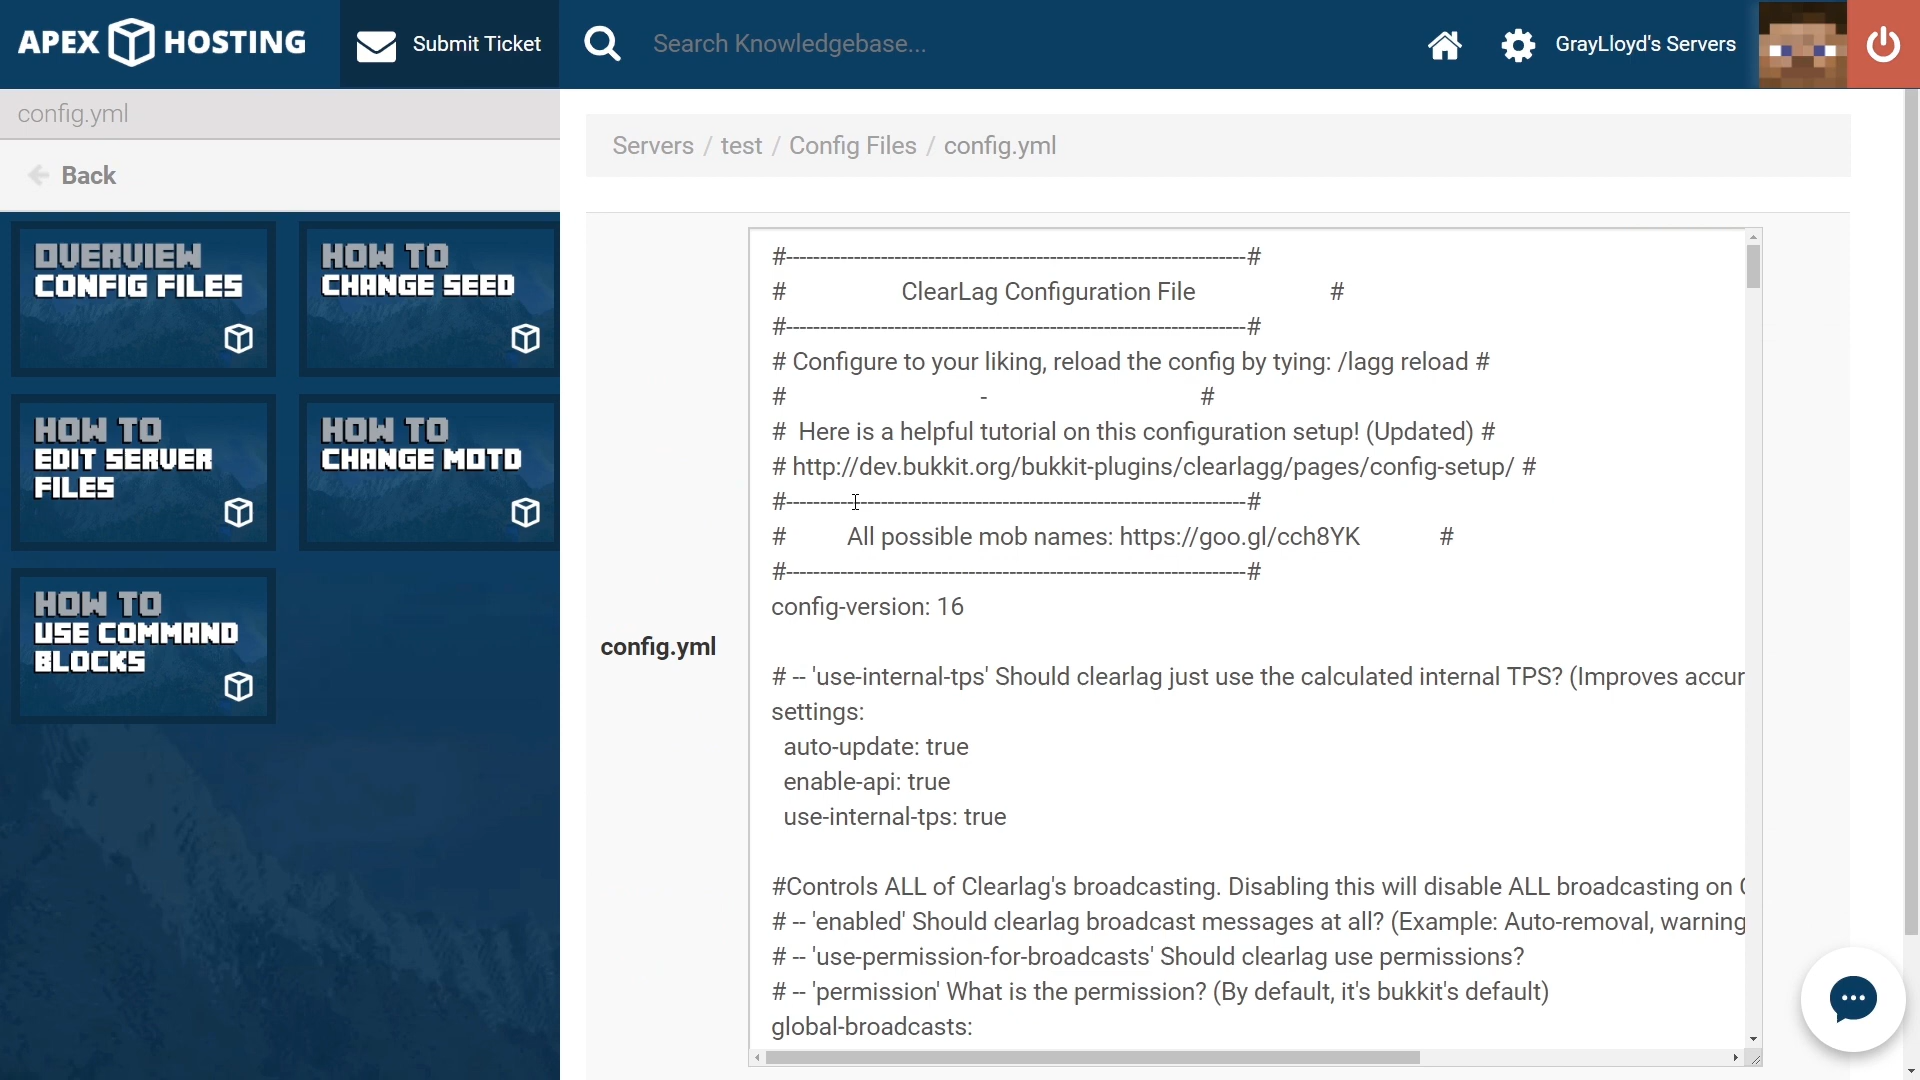 APEX HOSTING
Submit Ticket
Search Knowledgebase...
GrayLloyd's Servers
config.yml
Back
OVERVIEW
CONFIG FILES
HOW TO
CHANGE SEED
HOW TO
EDIT SERVER
FILES
HOW TO
CHANGE MOTD
HOW TO
USE COMMAND
BLOCKS
Servers / test / Config Files / config.yml
config.yml
#---------------------------------------------------------------------#
# ClearLag Configuration File #
#---------------------------------------------------------------------#
# Configure to your liking, reload the config by tying: /lagg reload #
# - #
# Here is a helpful tutorial on this configuration setup! (Updated) #
# http://dev.bukkit.org/bukkit-plugins/clearlagg/pages/config-setup/ #
#---------------------------------------------------------------------#
# All possible mob names: https://goo.gl/cch8YK #
#---------------------------------------------------------------------#
config-version: 16
# -- 'use-internal-tps' Should clearlag just use the calculated internal TPS? (Improves accur
settings:
auto-update: true
enable-api: true
use-internal-tps: true
#Controls ALL of Clearlag's broadcasting. Disabling this will disable ALL broadcasting on
# -- 'enabled' Should clearlag broadcast messages at all? (Example: Auto-removal, warning
# -- 'use-permission-for-broadcasts' Should clearlag use permissions?
# -- 'permission' What is the permission? (By default, it's bukkit's default)
global-broadcasts: